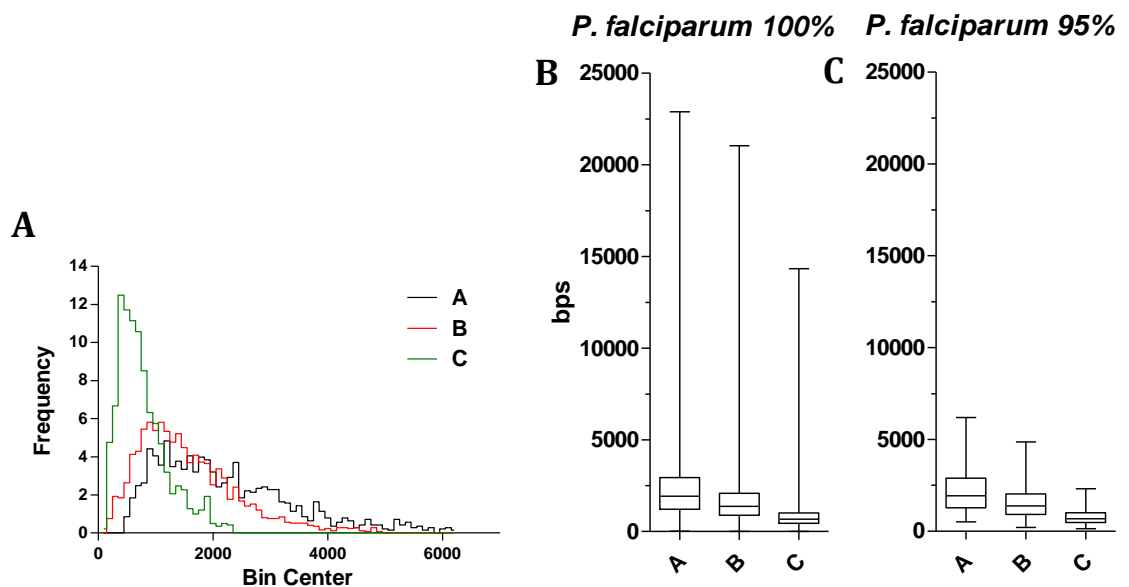 P. falciparum 100%
P. falciparum 95%
A
14
12
10
8
6
4
2
0
Frequency
0
2000
4000
6000
Bin Center
A
B
C
B
25000
20000
15000
10000
5000
0
bps
A
B
C
C
25000
20000
15000
10000
5000
0
A
B
C